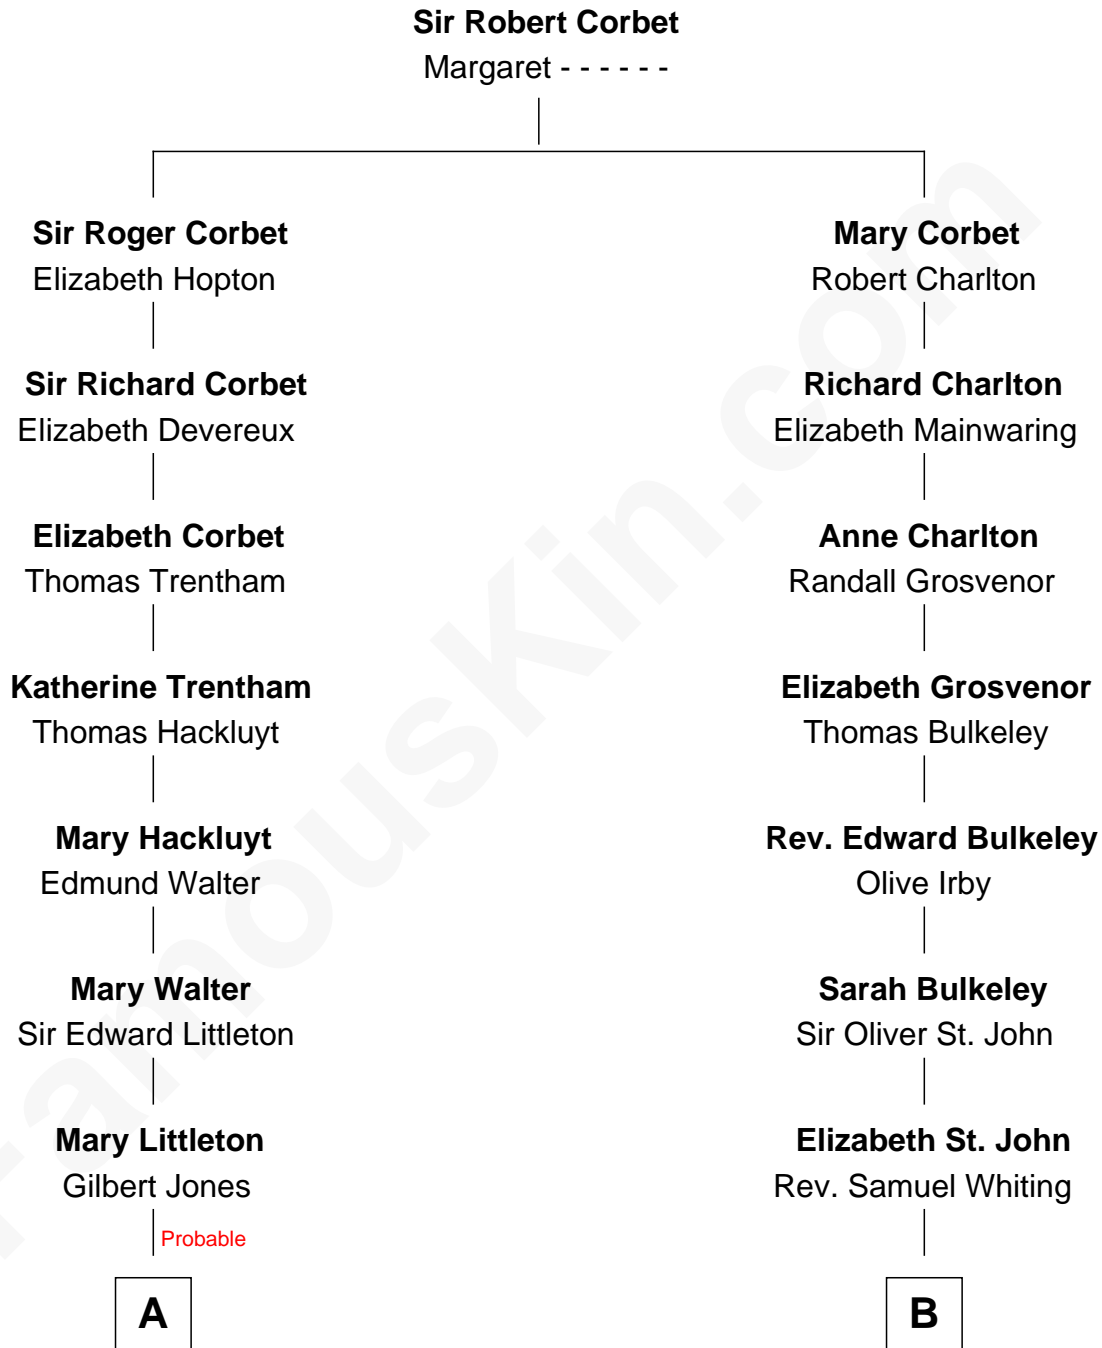 Sir Robert Corbet
Margaret - - - - - -
Sir Roger Corbet
Elizabeth Hopton
Mary Corbet
Robert Charlton
Sir Richard Corbet
Elizabeth Devereux
Richard Charlton
Elizabeth Mainwaring
Elizabeth Corbet
Thomas Trentham
Anne Charlton
Randall Grosvenor
Katherine Trentham
Thomas Hackluyt
Elizabeth Grosvenor
Thomas Bulkeley
Mary Hackluyt
Edmund Walter
Rev. Edward Bulkeley
Olive Irby
Mary Walter
Sir Edward Littleton
Sarah Bulkeley
Sir Oliver St. John
Mary Littleton
Gilbert Jones
Elizabeth St. John
Rev. Samuel Whiting
Probable
A
B
FamousKin.com